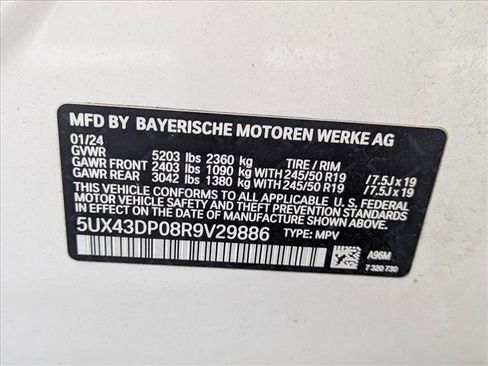 MFD BY BAYERISCHE MOTOREN WERKE AG
01/24
GVWR 5203 lbs 2360 kg TIRE / RIM
GAWR FRONT 2403 lbs 1090 kg WITH 245/50 R19 /7.5J x 19
GAWR REAR 3042 lbs 1380 kg WITH 245/50 R19 /7.5J x 19
THIS VEHICLE CONFORMS TO ALL APPLICABLE U.S. FEDERAL
MOTOR VEHICLE SAFETY, BUMPER, AND THEFT PREVENTION
STANDARDS IN EFFECT ON THE DATE OF MANUFACTURE SHOWN ABOVE.
5UX43DP08R9V29886 TYPE: MPV
A96M
7 320 730